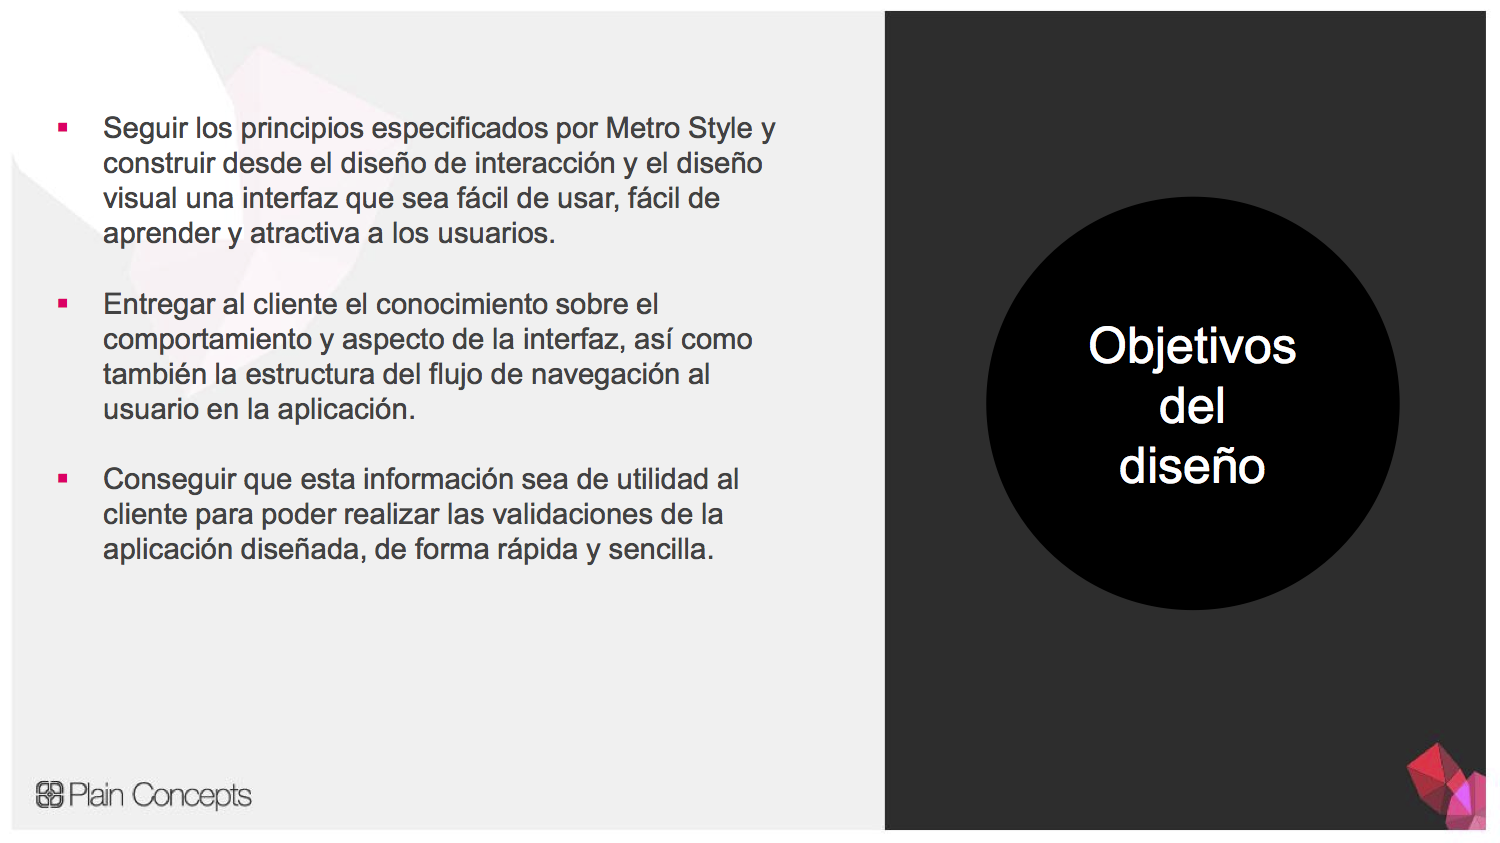 Seguir los principios especificados por Metro Style y
construir desde el diseño de interacción y el diseño
visual una interfaz que sea fácil de usar, fácil de
aprender y atractiva a los usuarios.
Entregar al cliente el conocimiento sobre el
comportamiento y aspecto de la interfaz, así como
también la estructura del flujo de navegación al
usuario en la aplicación.
Conseguir que esta información sea de utilidad al
cliente para poder realizar las validaciones de la
aplicación diseñada, de forma rápida y sencilla.
Plain Concepts
Objetivos
del
diseño